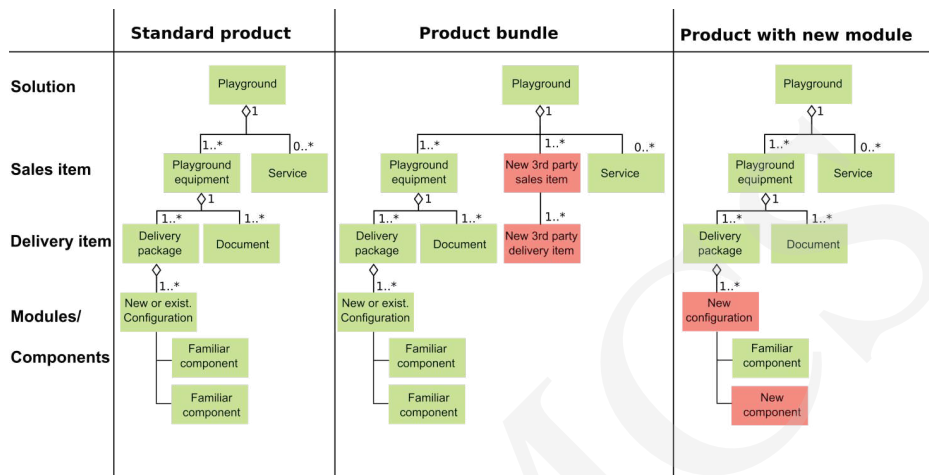 Standard product
Product bundle
Product with new module
Solution
Playground
1
Playground
1
Playground
1
1..*
0..*
1..*
1..*
0..*
1..*
0..*
Sales item
Playground
equipment
Service
Playground
equipment
New 3rd party
sales item
Service
Playground
equipment
Service
1
1..*
1..*
1
1..*
1..*
1..*
1
1..*
1..*
Delivery item
Delivery
package
Document
Delivery
package
Document
New 3rd party
delivery item
Delivery
package
Document
1..*
1..*
1..*
Modules/
Components
New or exist.
Configuration
New or exist.
Configuration
New
configuration
Familiar
component
Familiar
component
Familiar
component
Familiar
component
Familiar
component
New
component